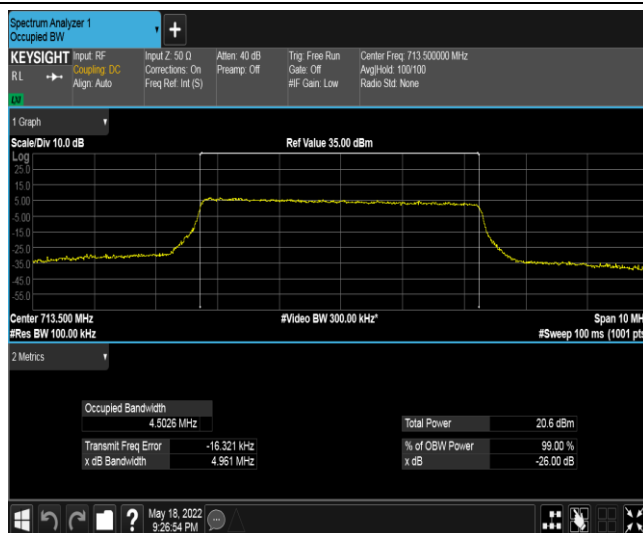 Spectrum Analyzer 1
Occupied BW
KEYSIGHT
RL
LXI
Input: RF
Coupling: DC
Align: Auto
Input Z: 50 Ω
Corrections: On
Freq Ref: Int (S)
Atten: 40 dB
Preamp: Off
Trig: Free Run
Gate: Off
#IF Gain: Low
Center Freq: 713.500000 MHz
Avg|Hold: 100/100
Radio Std: None
1 Graph
Scale/Div 10.0 dB
Ref Value 35.00 dBm
Log
25.0
15.0
5.00
-5.00
-15.0
-25.0
-35.0
-45.0
-55.0
Center 713.500 MHz
#Video BW 300.00 kHz*
Span 10 MH
#Res BW 100.00 kHz
#Sweep 100 ms (1001 pts
2 Metrics
Occupied Bandwidth
4.5026 MHz
Total Power 20.6 dBm
Transmit Freq Error -16.321 kHz
% of OBW Power 99.00 %
x dB Bandwidth 4.961 MHz
x dB -26.00 dB
?
May 18, 2022
9:26:54 PM